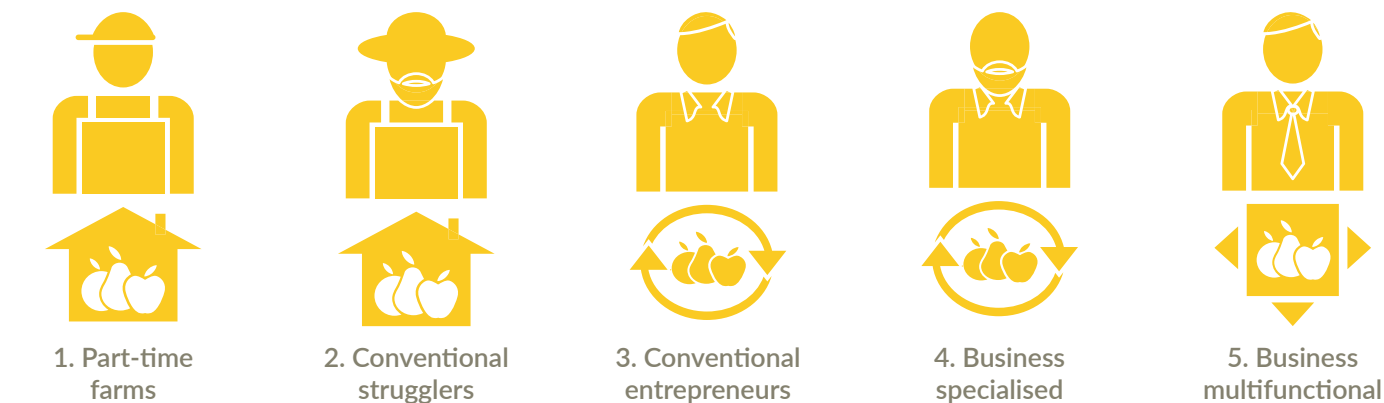 1. Part-time
farms
2. Conventional
strugglers
3. Conventional
entrepreneurs
4. Business
specialised
5. Business
multifunctional